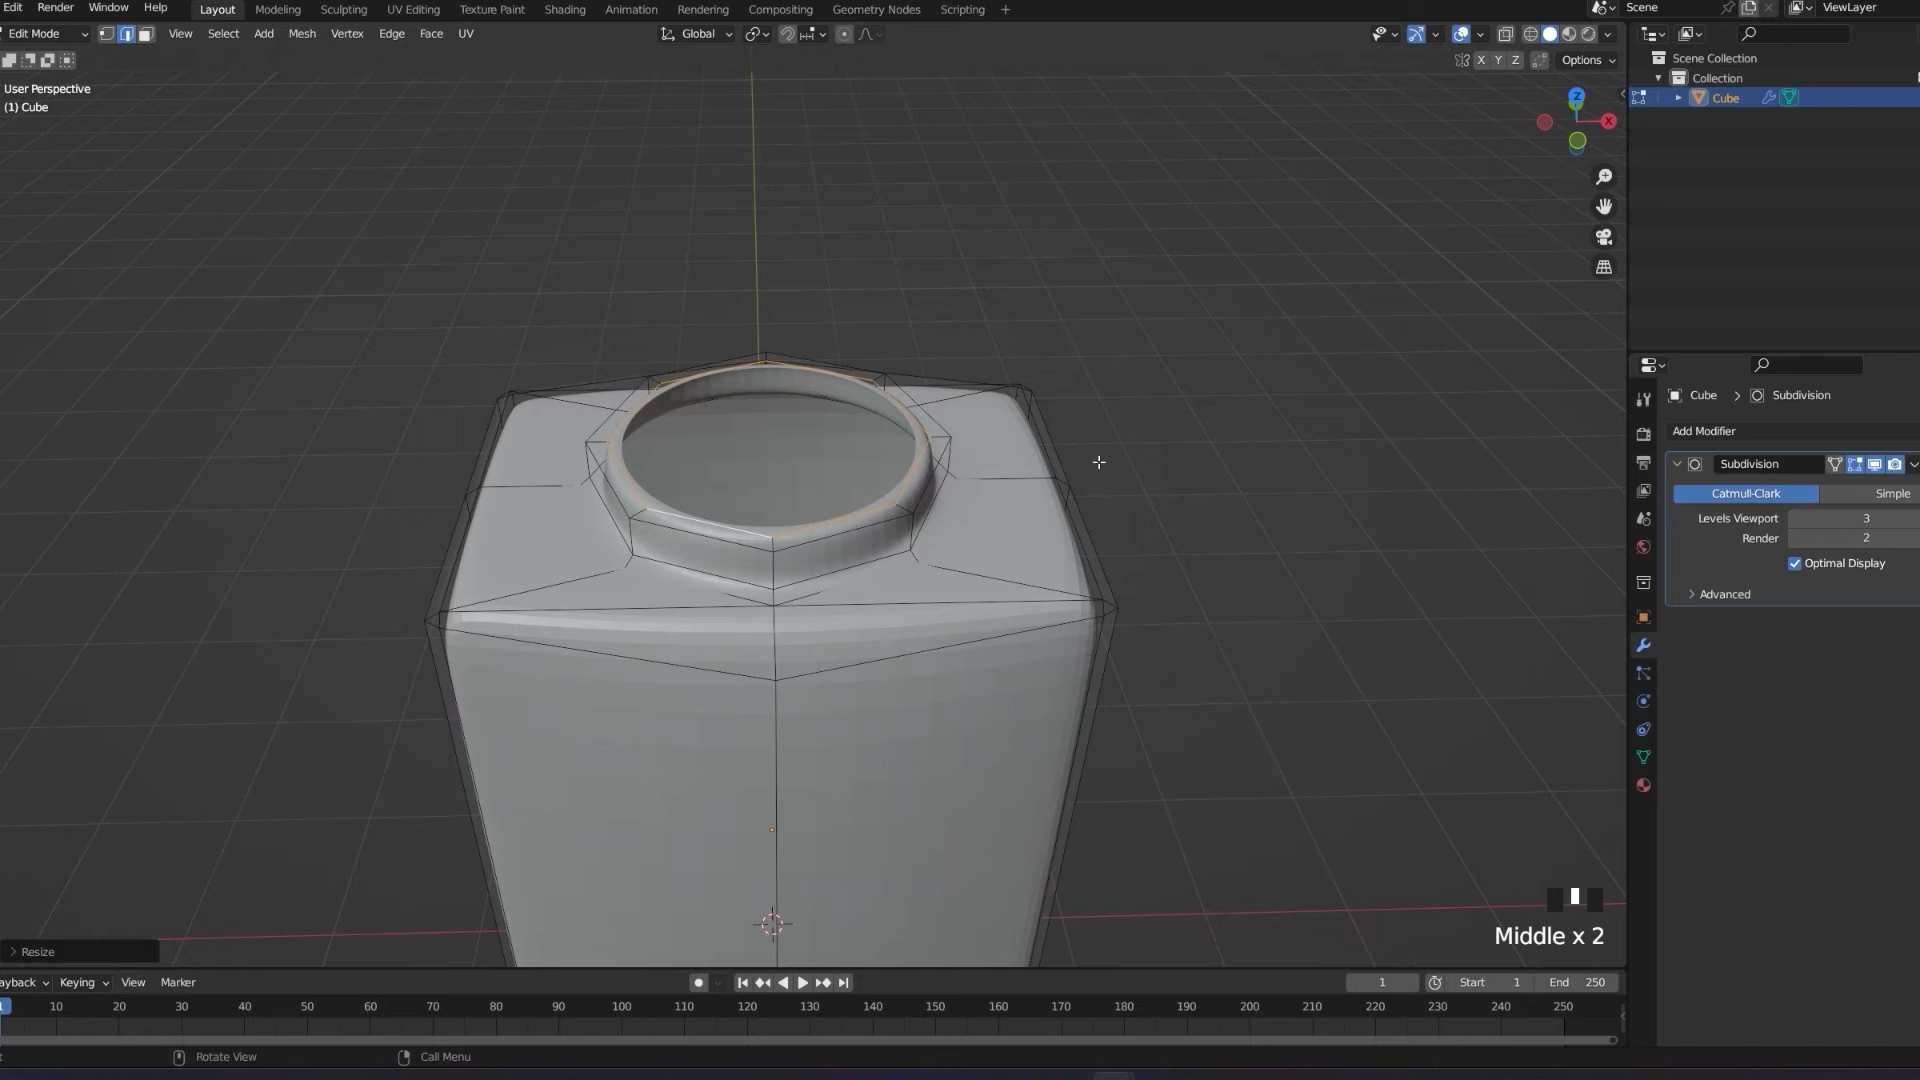 Edit Render Window Help Layout Modeling Sculpting UV Editing Texture Paint Shading Animation Rendering Compositing Geometry Nodes Scripting + Scene ViewLayer
Edit Mode View Select Add Mesh Vertex Edge Face UV Global
X Y Z Options
User Perspective
(1) Cube
Z
X
Scene Collection
Collection
Cube
Cube > Subdivision
Add Modifier
Subdivision
Catmull-Clark Simple
Levels Viewport 3
Render 2
Optimal Display
Advanced
Middle x 2
Resize
ayback Keying View Marker 1 Start 1 End 250
1 10 20 30 40 50 60 70 80 90 100 110 120 130 140 150 160 170 180 190 200 210 220 230 240 250
t Rotate View Call Menu